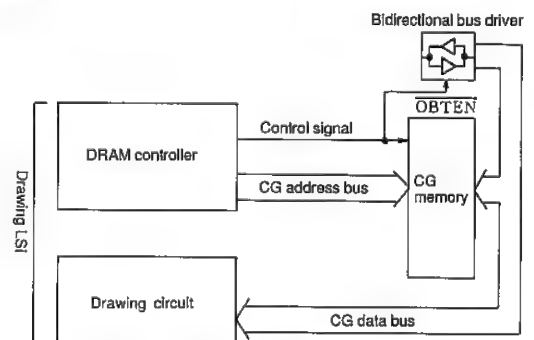 Bidirectional bus driver
OBTEN
Control signal
DRAM controller
CG address bus
CG
memory
Drawing LSI
Drawing circuit
CG data bus